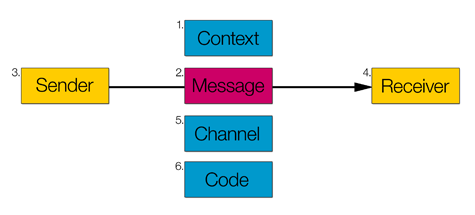 1. Context
3. Sender
2. Message
4. Receiver
5. Channel
6. Code